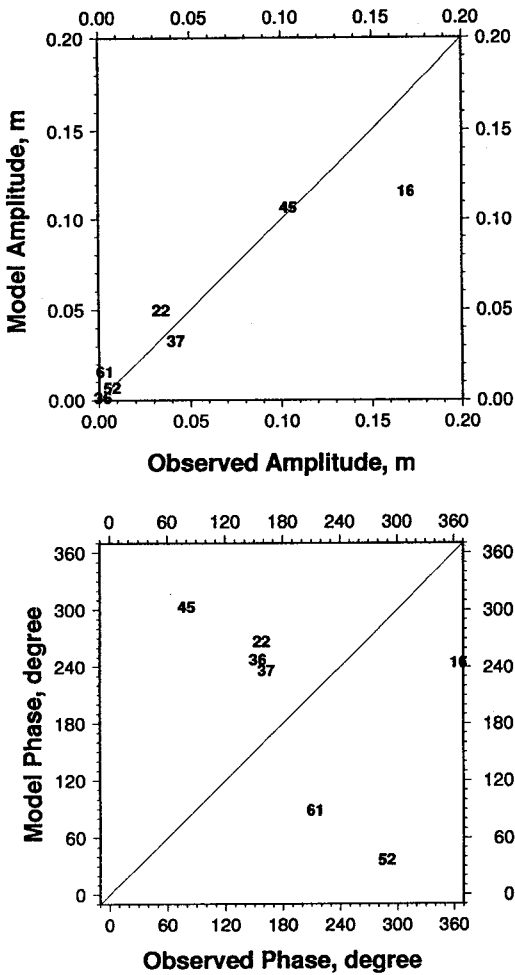 0.00 0.05 0.10 0.15 0.20
0.20 0.20
0.15 0.15
16
45
0.10 0.10
22
0.05 0.05
37
61
52
36
0.00 0.00
0.00 0.05 0.10 0.15 0.20
Model Amplitude, m
Observed Amplitude, m
0 60 120 180 240 300 360
360 360
300 45 300
22
36 16
240 240
37
180 180
120 120
61
60 60
52
0 0
0 60 120 180 240 300 360
Model Phase, degree
Observed Phase, degree